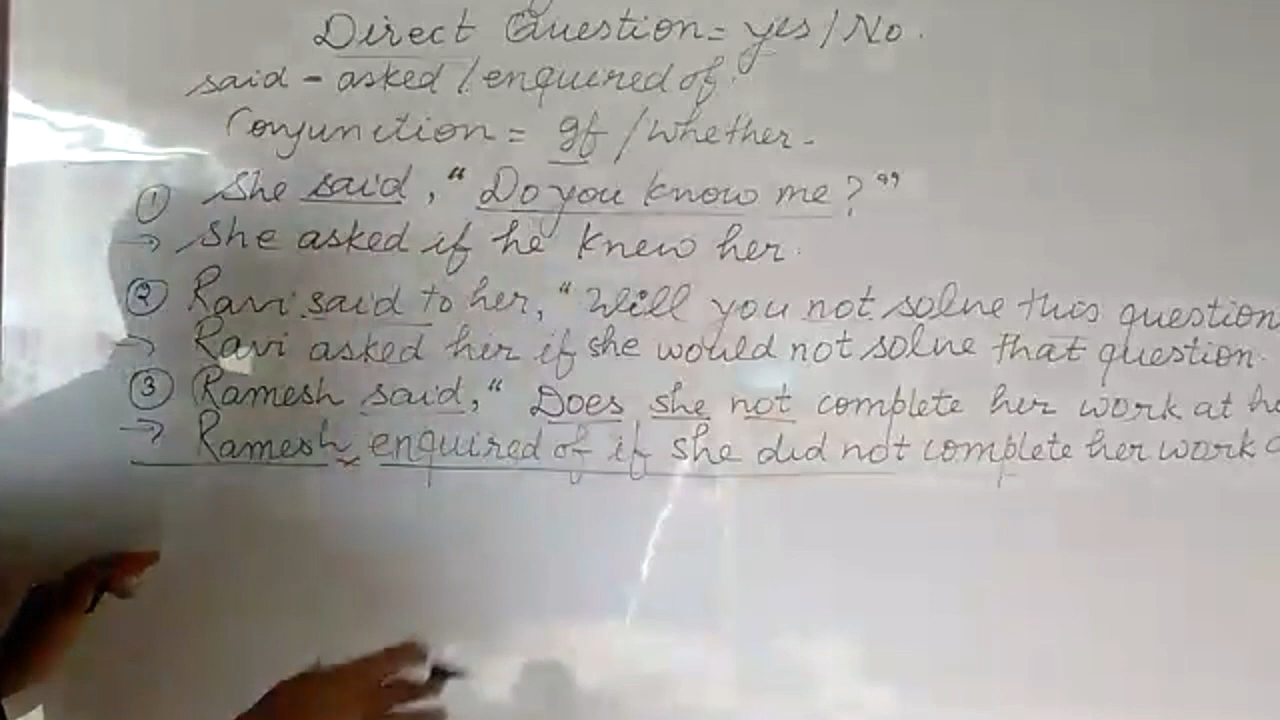 Direct Question = yes / No.
said - asked / enquired of.
Conjunction = If / Whether.
① She said, "Do you know me?"
→ She asked if he knew her.
② Ravi said to her, "Will you not solve this question
→ Ravi asked her if she would not solve that question.
③ Ramesh said, "Does she not complete her work at
→ Ramesh enquired of if she did not complete her work